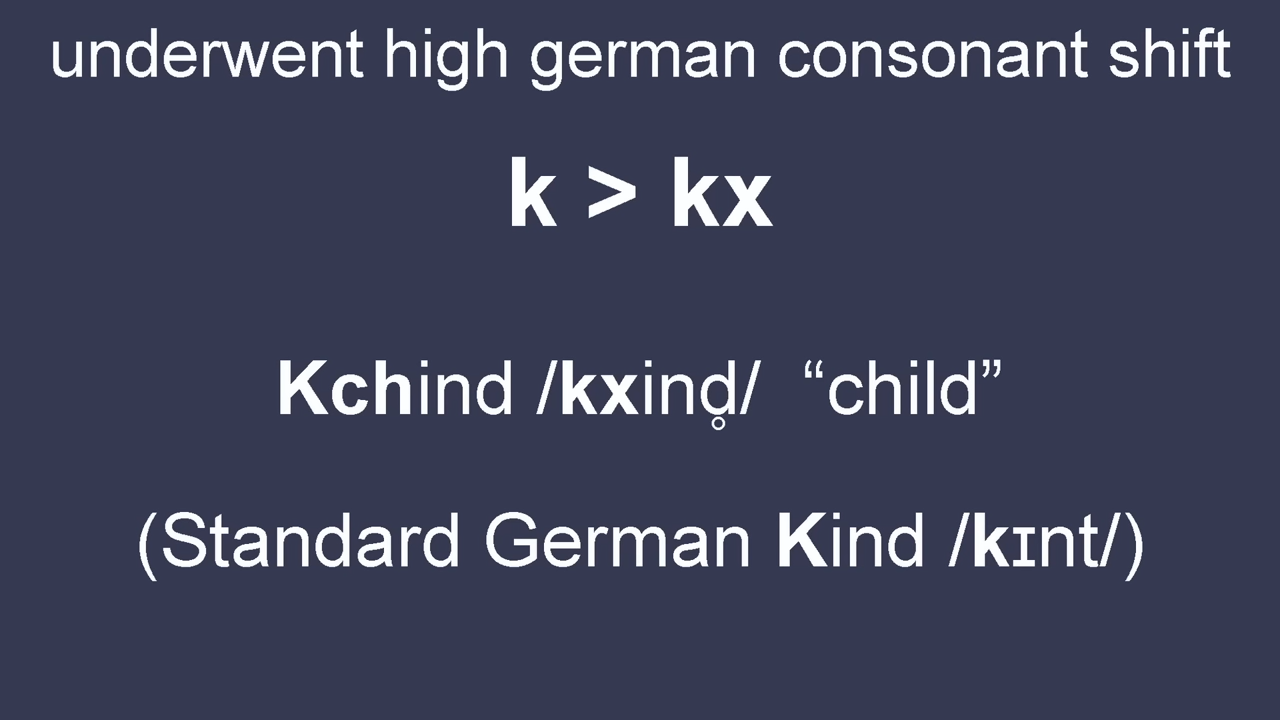 underwent high german consonant shift
k > kx
Kchind /kxind̥/ “child”
(Standard German Kind /kɪnt/)